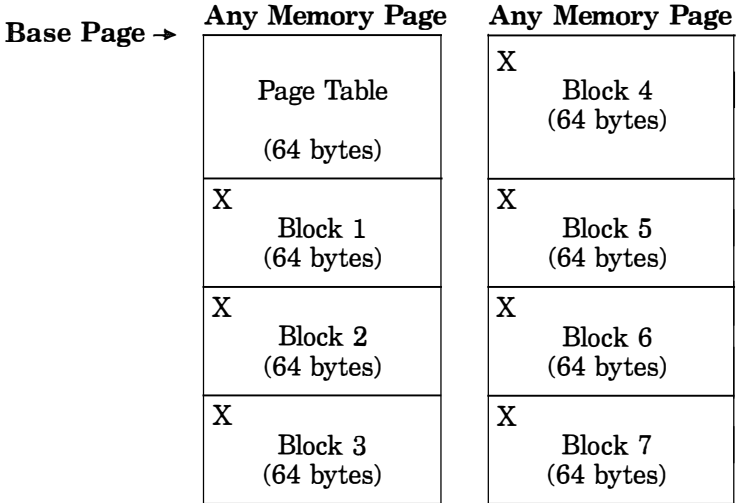 Base Page →
Any Memory Page
Page Table
(64 bytes)
X
Block 1
(64 bytes)
X
Block 2
(64 bytes)
X
Block 3
(64 bytes)
Any Memory Page
X
Block 4
(64 bytes)
X
Block 5
(64 bytes)
X
Block 6
(64 bytes)
X
Block 7
(64 bytes)